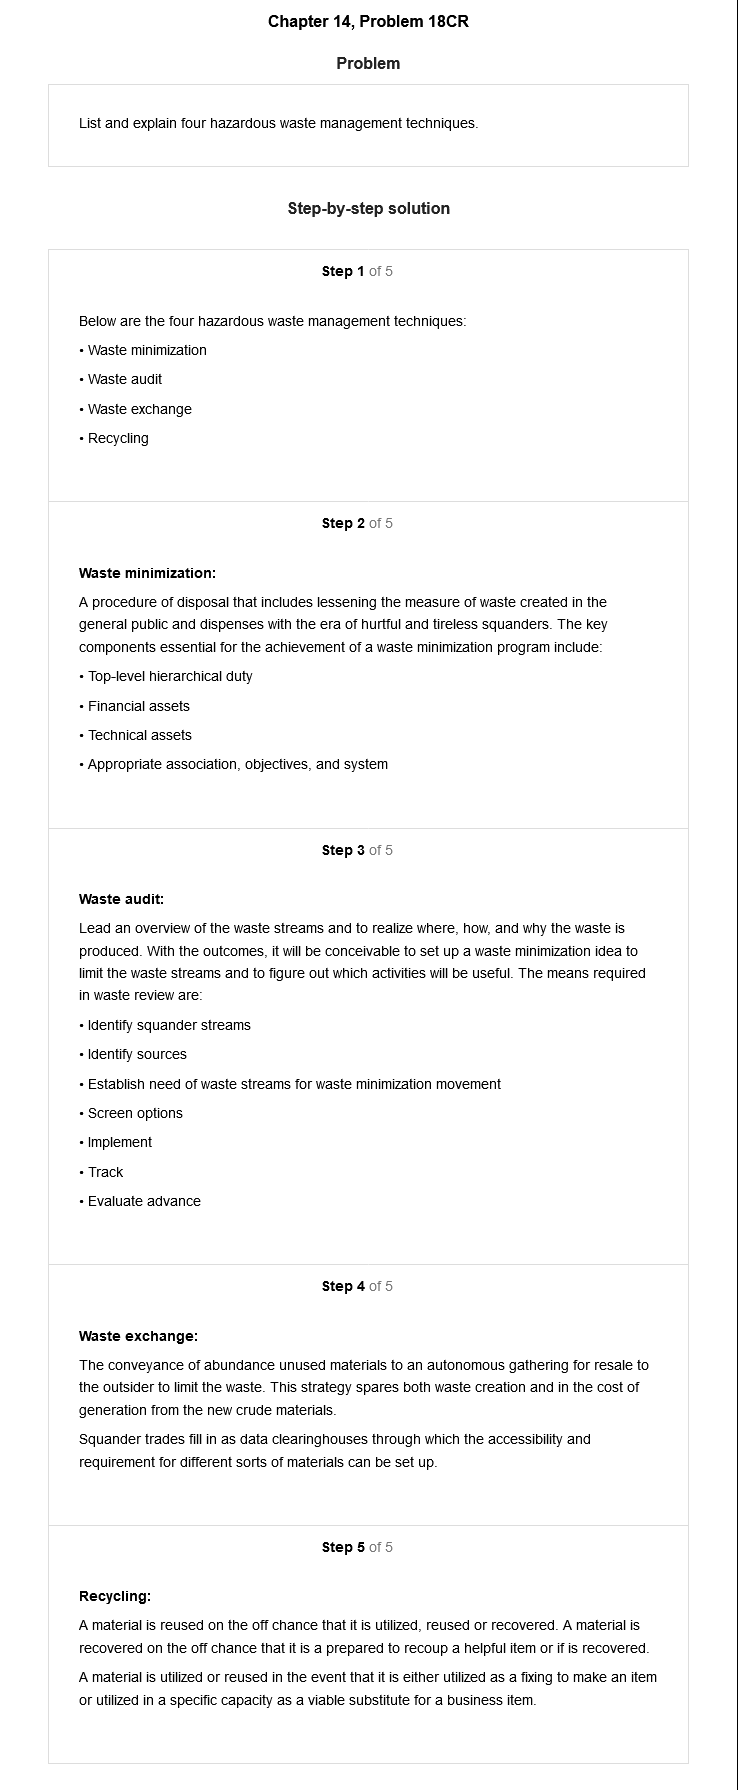 Chapter 14, Problem 18CR
Problem
List and explain four hazardous waste management techniques.
Step-by-step solution
Step 1 of 5
Below are the four hazardous waste management techniques:
• Waste minimization
• Waste audit
• Waste exchange
• Recycling
Step 2 of 5
Waste minimization:
A procedure of disposal that includes lessening the measure of waste created in the
general public and dispenses with the era of hurtful and tireless squanders. The key
components essential for the achievement of a waste minimization program include:
• Top-level hierarchical duty
• Financial assets
• Technical assets
• Appropriate association, objectives, and system
Step 3 of 5
Waste audit:
Lead an overview of the waste streams and to realize where, how, and why the waste is
produced. With the outcomes, it will be conceivable to set up a waste minimization idea to
limit the waste streams and to figure out which activities will be useful. The means required
in waste review are:
• Identify squander streams
• Identify sources
• Establish need of waste streams for waste minimization movement
• Screen options
• Implement
• Track
• Evaluate advance
Step 4 of 5
Waste exchange:
The conveyance of abundance unused materials to an autonomous gathering for resale to
the outsider to limit the waste. This strategy spares both waste creation and in the cost of
generation from the new crude materials.
Squander trades fill in as data clearinghouses through which the accessibility and
requirement for different sorts of materials can be set up.
Step 5 of 5
Recycling:
A material is reused on the off chance that it is utilized, reused or recovered. A material is
recovered on the off chance that it is a prepared to recoup a helpful item or if is recovered.
A material is utilized or reused in the event that it is either utilized as a fixing to make an item
or utilized in a specific capacity as a viable substitute for a business item.